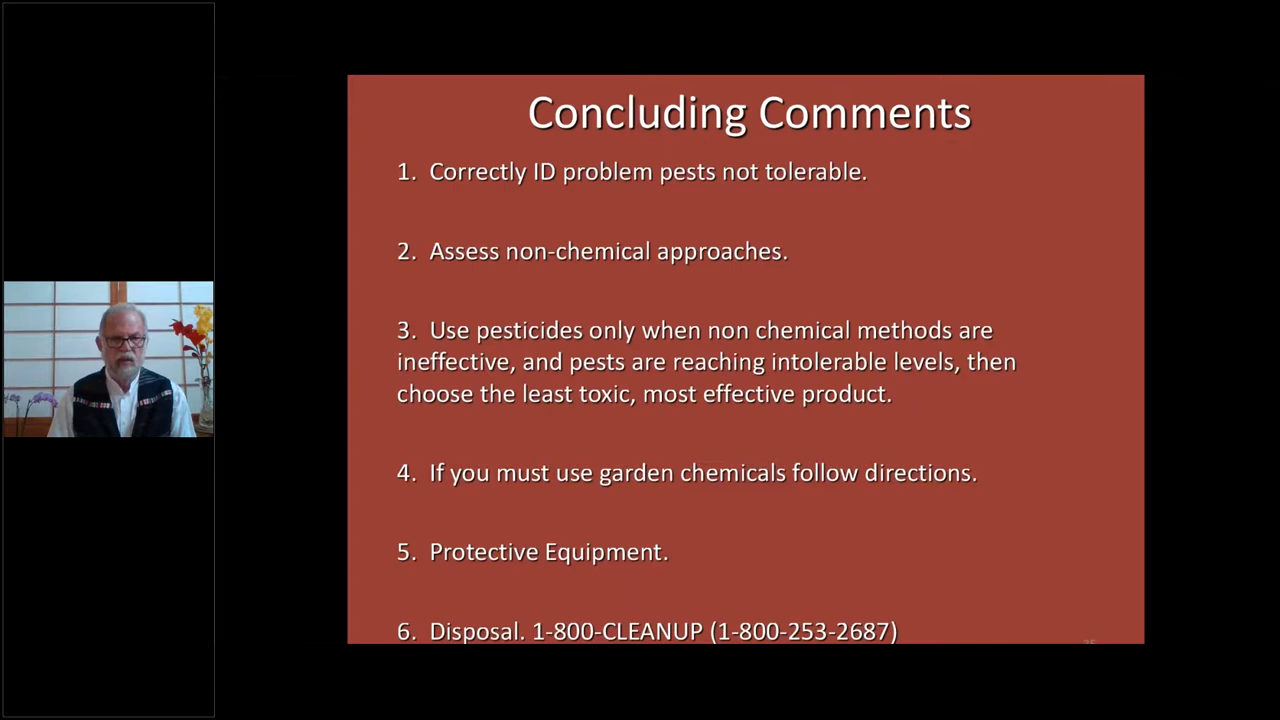 Concluding Comments
1. Correctly ID problem pests not tolerable.
2. Assess non-chemical approaches.
3. Use pesticides only when non chemical methods are
ineffective, and pests are reaching intolerable levels, then
choose the least toxic, most effective product.
4. If you must use garden chemicals follow directions.
5. Protective Equipment.
6. Disposal. 1-800-CLEANUP (1-800-253-2687)